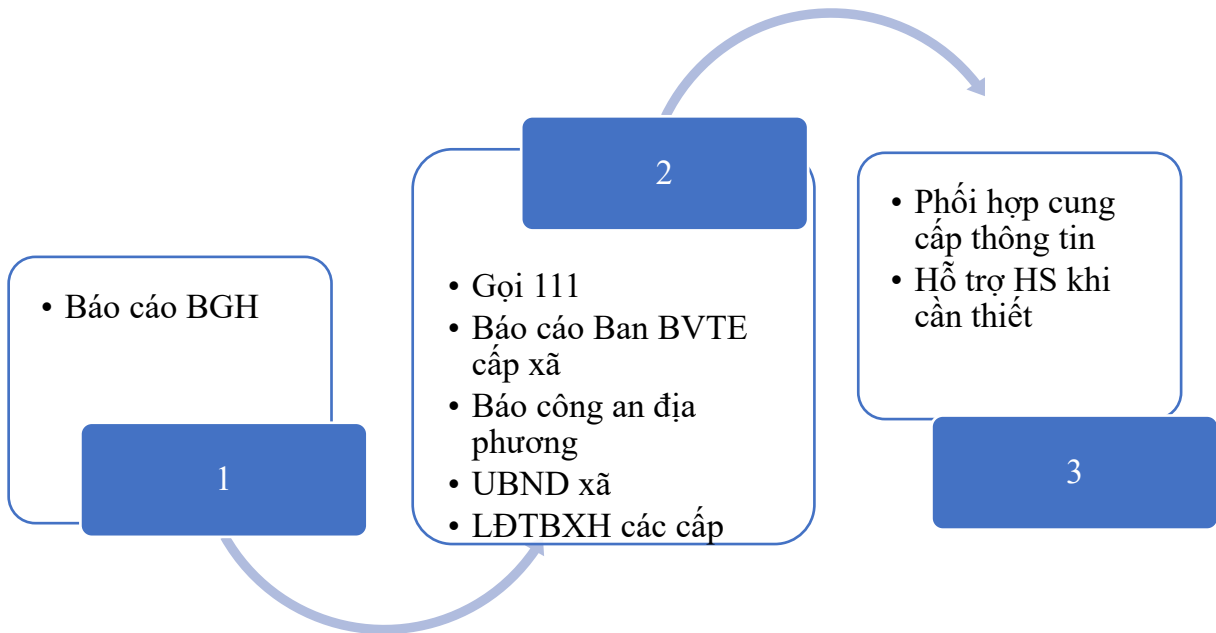 • Báo cáo BGH
1
2
• Gọi 111
• Báo cáo Ban BVTE
cấp xã
• Báo công an địa
phương
• UBND xã
• LĐTBXH các cấp
• Phối hợp cung
cấp thông tin
• Hỗ trợ HS khi
cần thiết
3